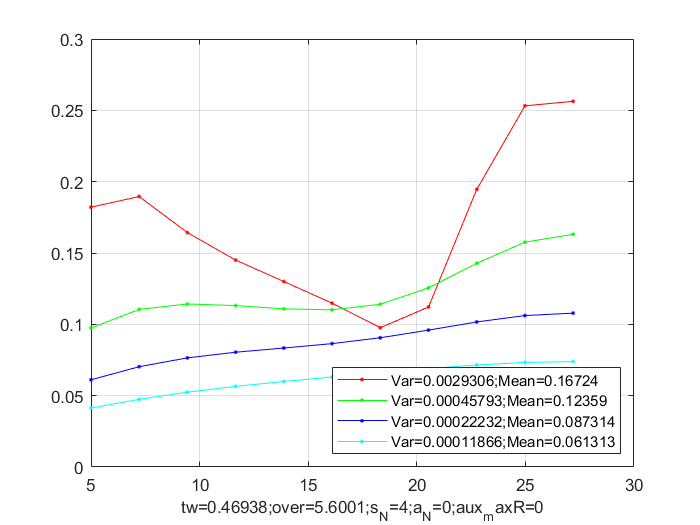 0.3
0.25
0.2
0.15
0.1
0.05
0
Var=0.0029306;Mean=0.16724
Var=0.00045793;Mean=0.12359
Var=0.00022232;Mean=0.087314
Var=0.00011866;Mean=0.061313
5 10 15 20 25 30
tw=0.46938;over=5.6001;s_N=4;a_N=0;aux_maxR=0